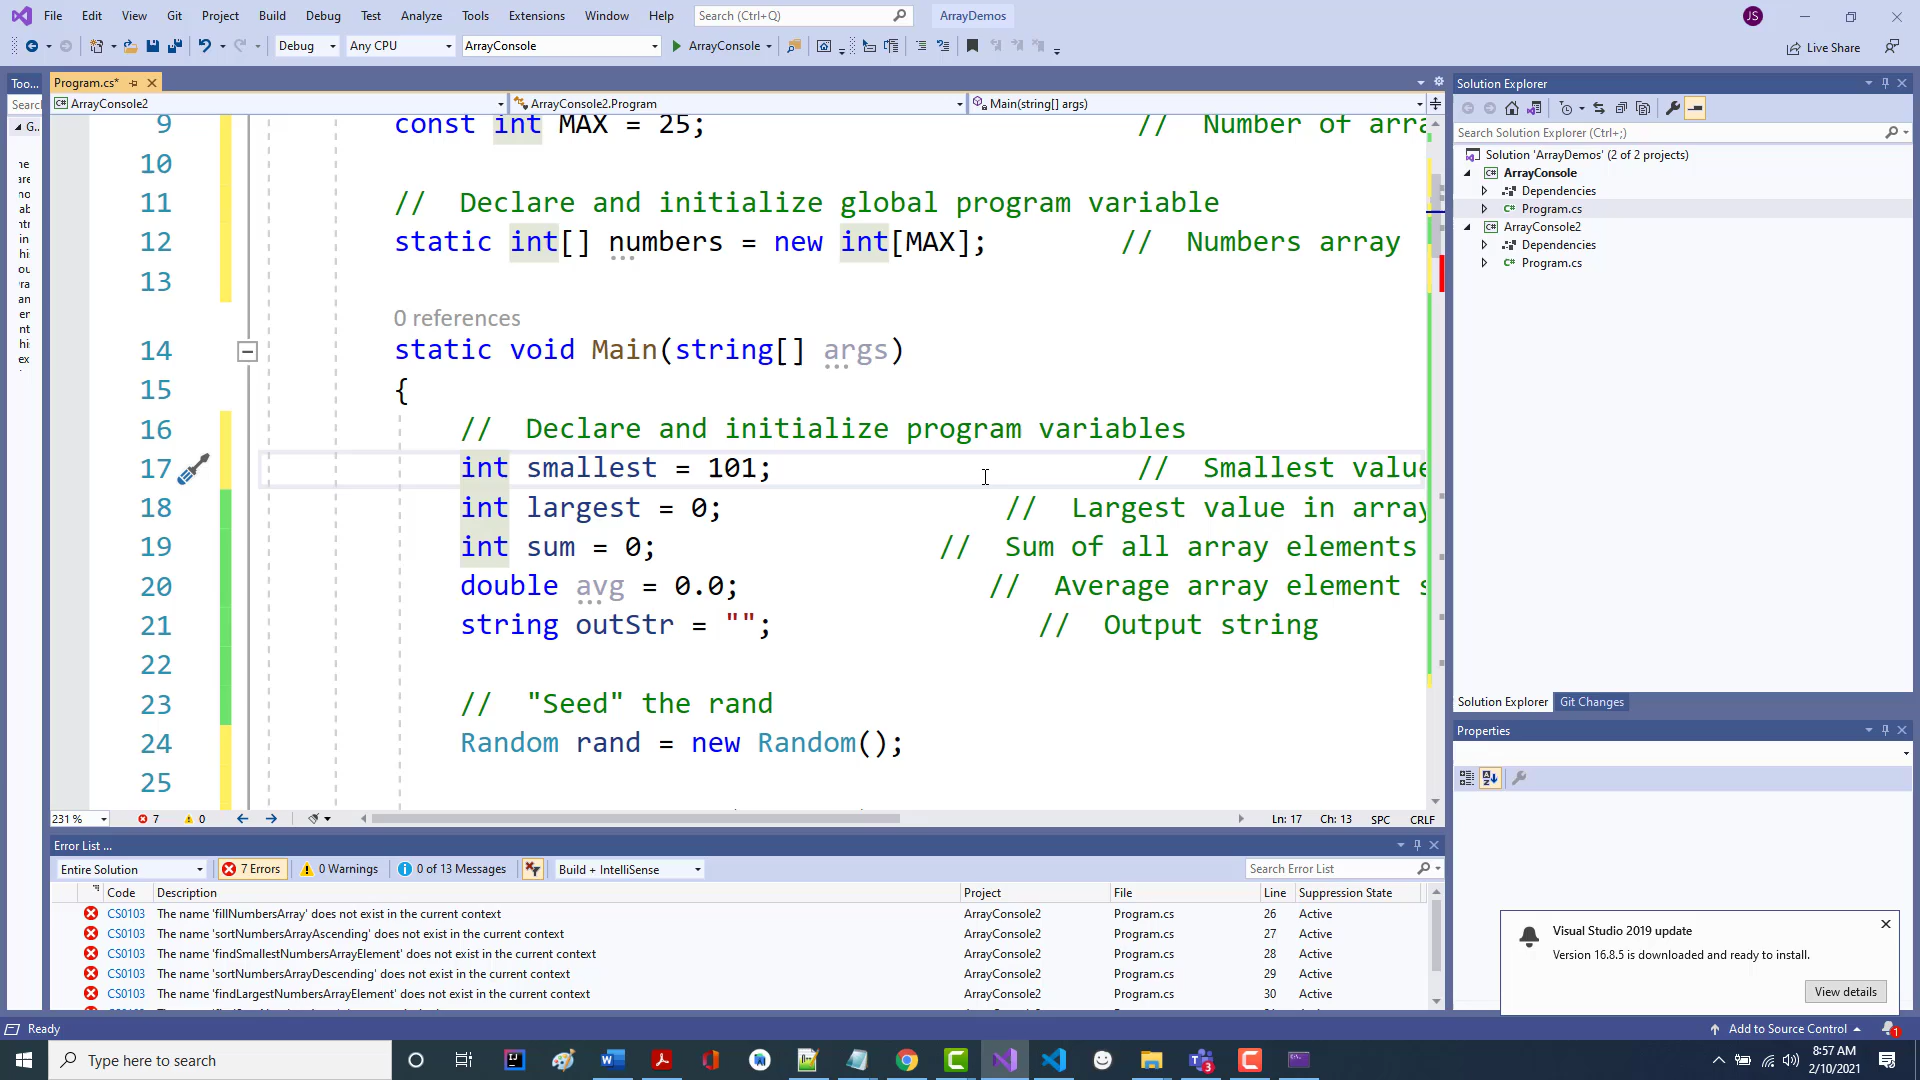 File Edit View Git Project Build Debug Test Analyze Tools Extensions Window Help Search (Ctrl+Q) ArrayDemos JS
Debug Any CPU ArrayConsole ArrayConsole Live Share
Too... Program.cs* Solution Explorer
Searc ArrayConsole2 ArrayConsole2.Program Main(string[] args)
G..
Search Solution Explorer (Ctrl+;)
Solution 'ArrayDemos' (2 of 2 projects)
ArrayConsole
Dependencies
Program.cs
ArrayConsole2
Dependencies
Program.cs
9 const int MAX = 25; // Number of arra
10
11 // Declare and initialize global program variable
12 static int[] numbers = new int[MAX]; // Numbers array
13
0 references
14 static void Main(string[] args)
15 {
16 // Declare and initialize program variables
17 int smallest = 101; // Smallest value
18 int largest = 0; // Largest value in array
19 int sum = 0; // Sum of all array elements
20 double avg = 0.0; // Average array element s
21 string outStr = ""; // Output string
22
23 // "Seed" the rand
24 Random rand = new Random();
25
Solution Explorer Git Changes
Properties
231 % 7 0 Ln: 17 Ch: 13 SPC CRLF
Error List ...
Entire Solution 7 Errors 0 Warnings 0 of 13 Messages Build + IntelliSense Search Error List
Code Description Project File Line Suppression State
CS0103 The name 'fillNumbersArray' does not exist in the current context ArrayConsole2 Program.cs 26 Active
CS0103 The name 'sortNumbersArrayAscending' does not exist in the current context ArrayConsole2 Program.cs 27 Active
CS0103 The name 'findSmallestNumbersArrayElement' does not exist in the current context ArrayConsole2 Program.cs 28 Active
CS0103 The name 'sortNumbersArrayDescending' does not exist in the current context ArrayConsole2 Program.cs 29 Active
CS0103 The name 'findLargestNumbersArrayElement' does not exist in the current context ArrayConsole2 Program.cs 30 Active
Visual Studio 2019 update
Version 16.8.5 is downloaded and ready to install.
View details
Ready Add to Source Control 1
Type here to search 3 8:57 AM
2/10/2021